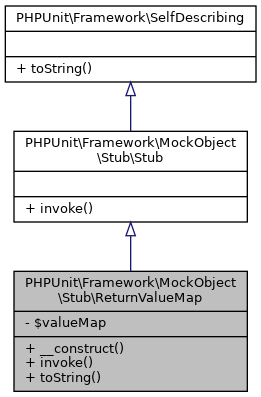 PHPUnit\Framework\SelfDescribing
+ toString()
PHPUnit\Framework\MockObject
\Stub\Stub
+ invoke()
PHPUnit\Framework\MockObject
\Stub\ReturnValueMap
- $valueMap
+ __construct()
+ invoke()
+ toString()